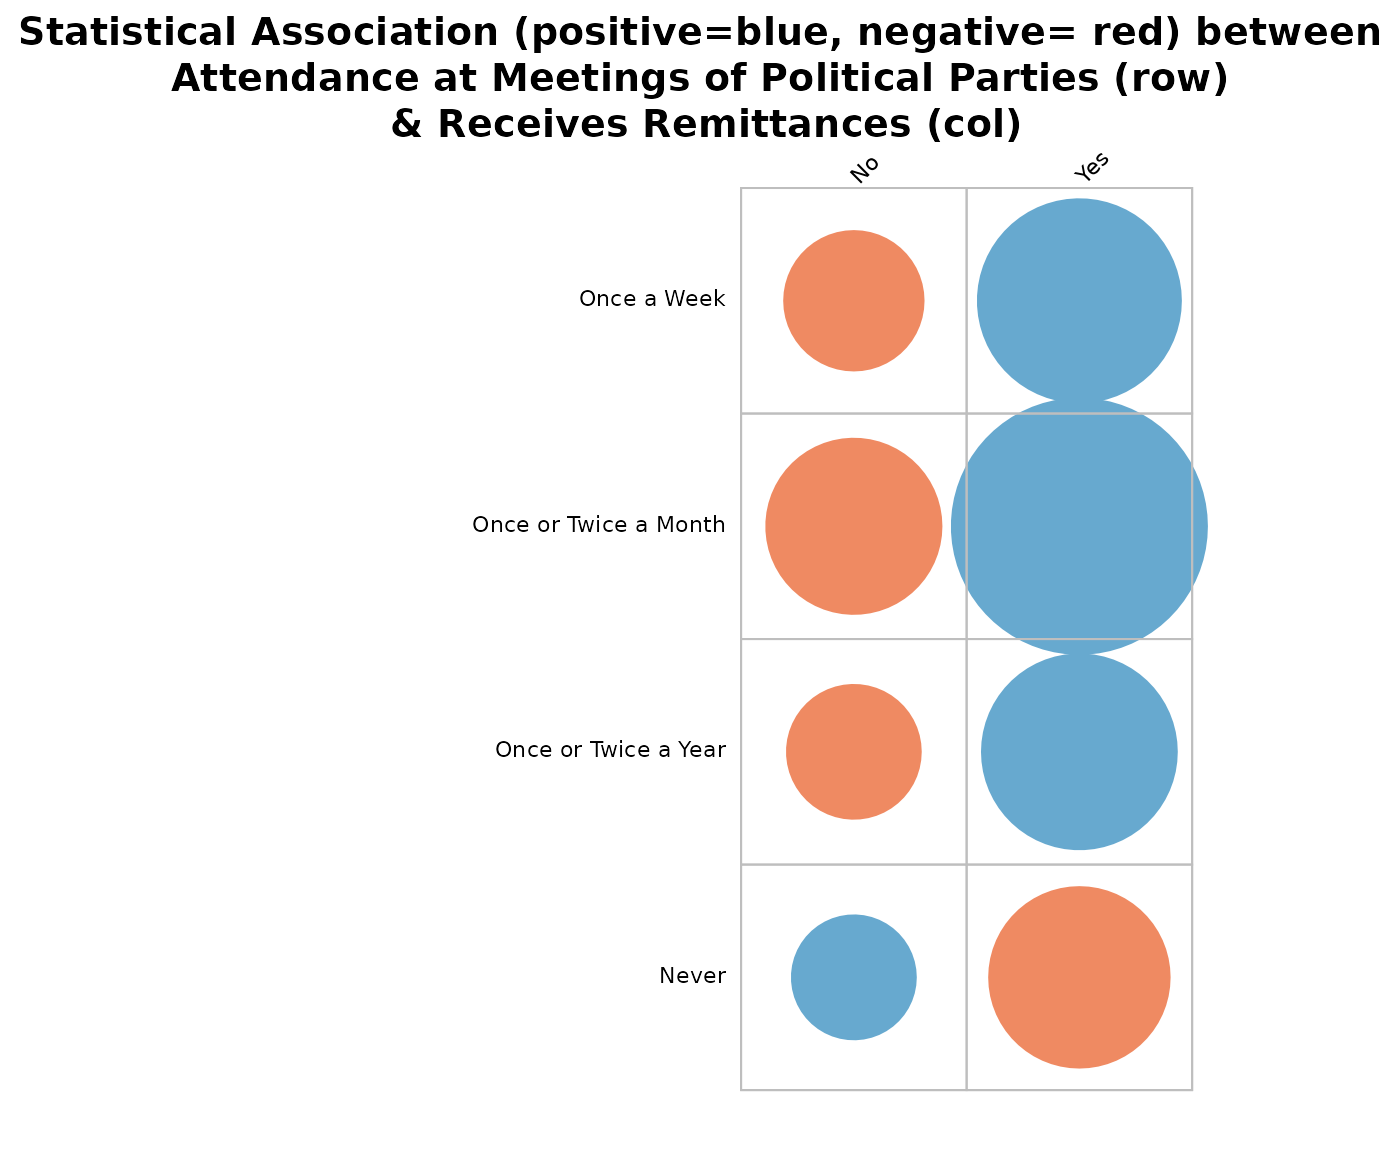 Statistical Association (positive=blue, negative= red) between
Attendance at Meetings of Political Parties (row)
& Receives Remittances (col)
No
Yes
Once a Week
Once or Twice a Month
Once or Twice a Year
Never